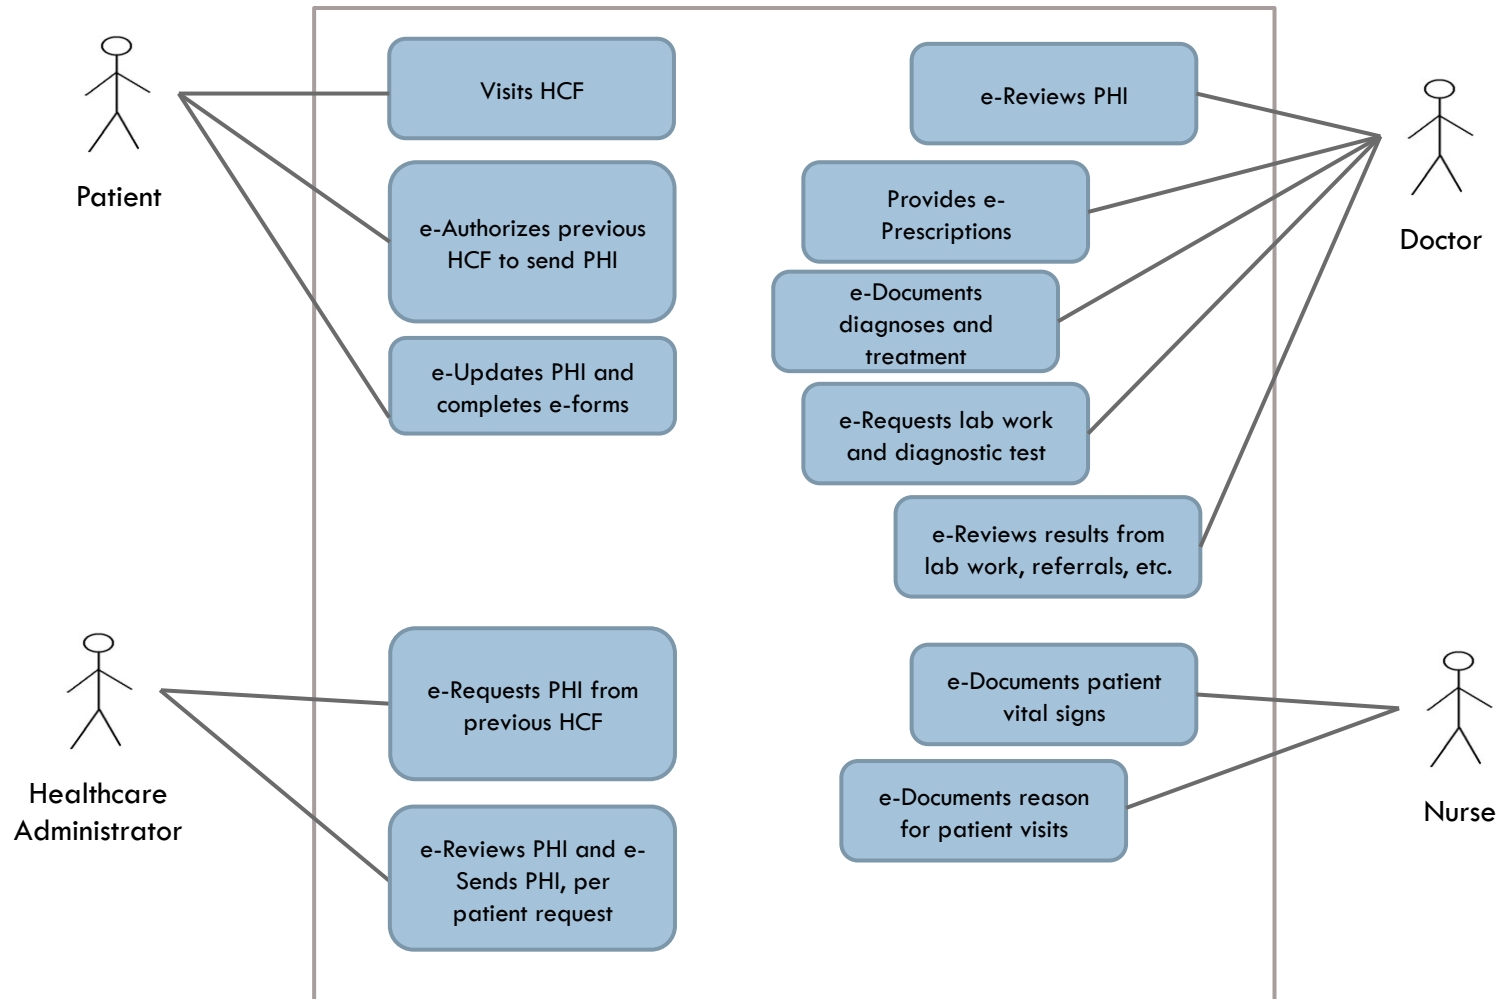 Patient
Visits HCF
e-Authorizes previous
HCF to send PHI
e-Updates PHI and
completes e-forms
Healthcare
Administrator
e-Requests PHI from
previous HCF
e-Reviews PHI and e-
Sends PHI, per
patient request
e-Reviews PHI
Provides e-
Prescriptions
e-Documents
diagnoses and
treatment
e-Requests lab work
and diagnostic test
e-Reviews results from
lab work, referrals, etc.
Doctor
e-Documents patient
vital signs
e-Documents reason
for patient visits
Nurse